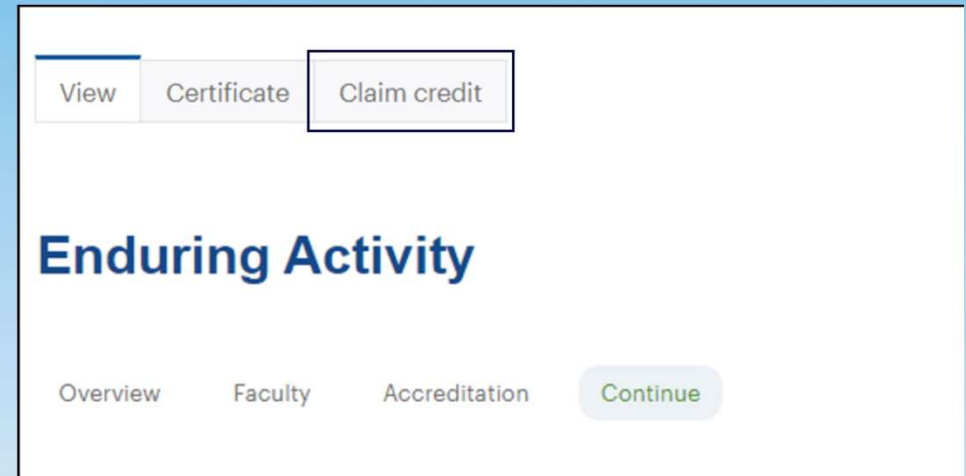 View Certificate Claim credit
Enduring Activity
Overview Faculty Accreditation Continue